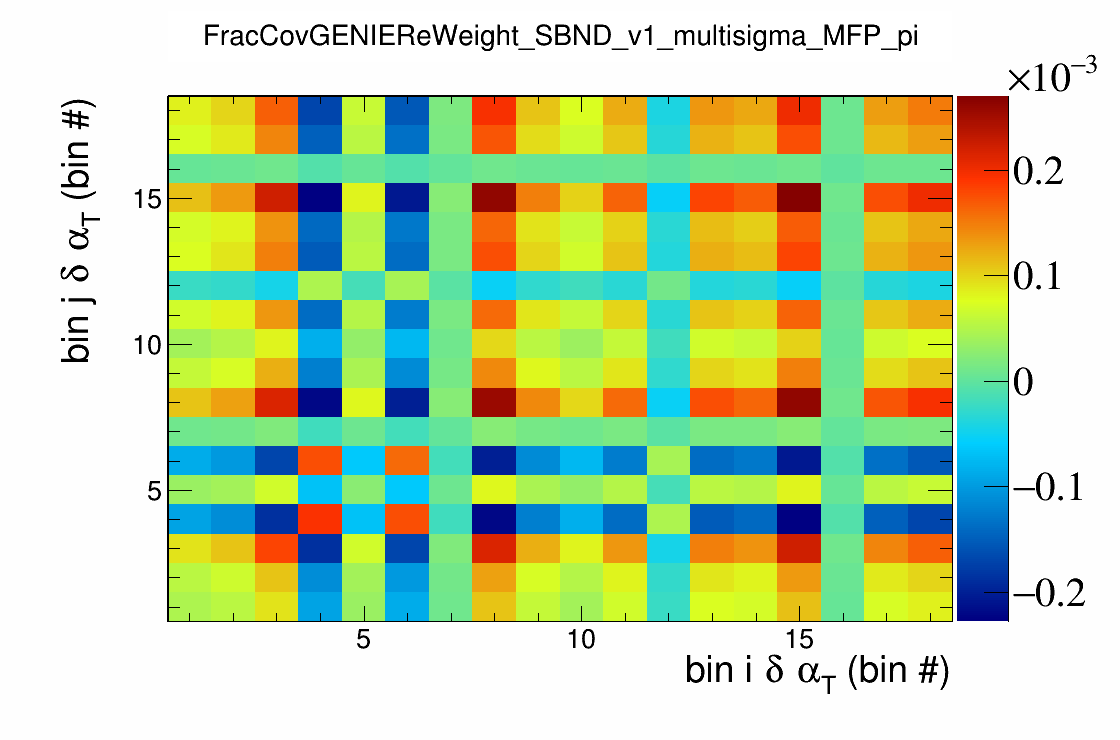 FracCovGENIEReWeight_SBND_v1_multisigma_MFP_pi
×10⁻³
bin j δ α_T (bin #)
15
10
5
0.2
0.1
0
−0.1
−0.2
5 10 15
bin i δ α_T (bin #)